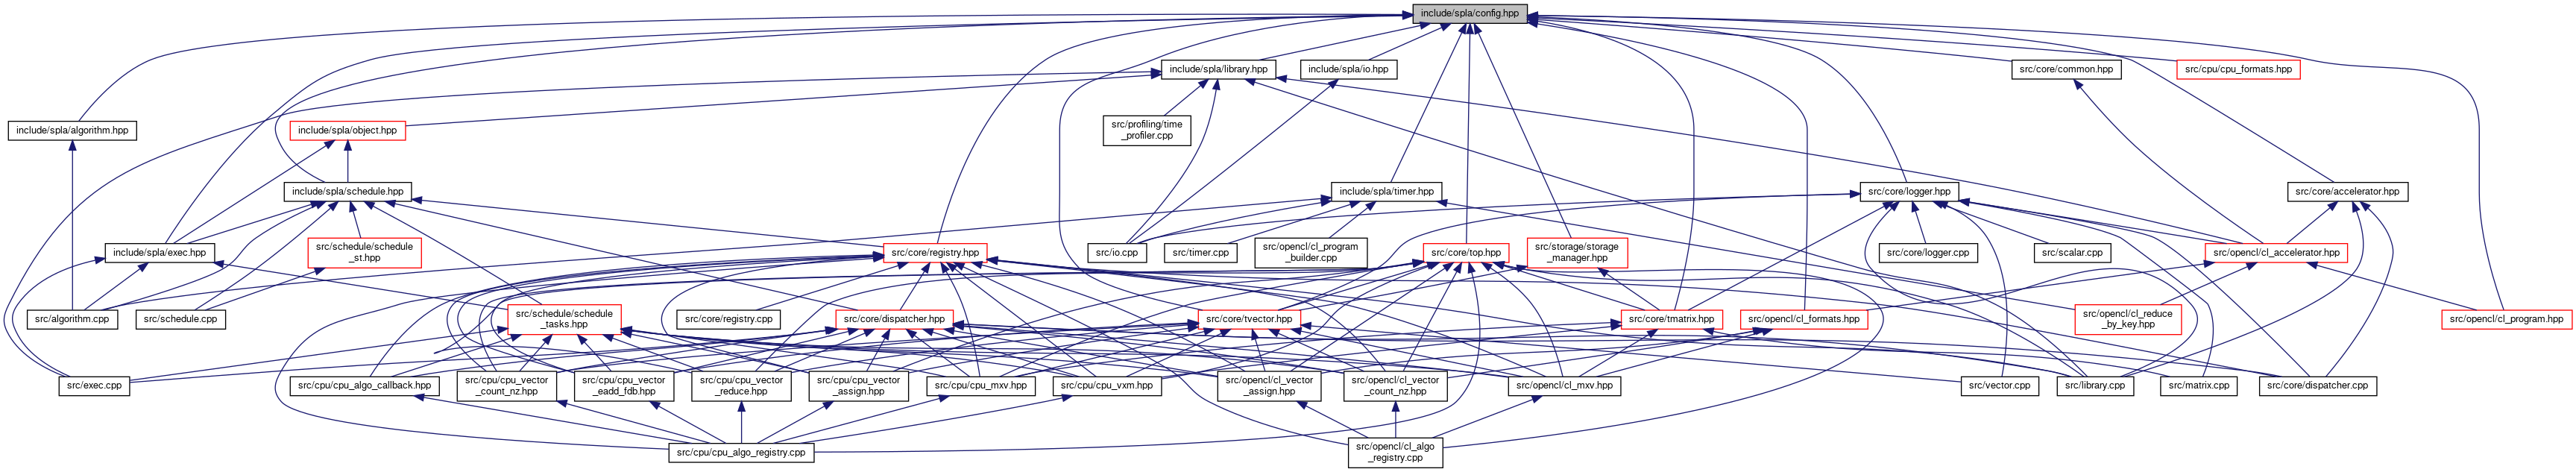 include/spla/config.hpp
include/spla/library.hpp
include/spla/io.hpp
src/core/common.hpp
src/cpu/cpu_formats.hpp
include/spla/algorithm.hpp
include/spla/object.hpp
src/profiling/time
_profiler.cpp
include/spla/schedule.hpp
include/spla/timer.hpp
src/core/logger.hpp
src/core/accelerator.hpp
include/spla/exec.hpp
src/schedule/schedule
_st.hpp
src/core/registry.hpp
src/io.cpp
src/timer.cpp
src/opencl/cl_program
_builder.cpp
src/core/top.hpp
src/storage/storage
_manager.hpp
src/core/logger.cpp
src/scalar.cpp
src/opencl/cl_accelerator.hpp
src/algorithm.cpp
src/schedule.cpp
src/schedule/schedule
_tasks.hpp
src/core/registry.cpp
src/core/dispatcher.hpp
src/core/tvector.hpp
src/core/tmatrix.hpp
src/opencl/cl_formats.hpp
src/opencl/cl_reduce
_by_key.hpp
src/opencl/cl_program.hpp
src/exec.cpp
src/cpu/cpu_algo_callback.hpp
src/cpu/cpu_vector
_count_nz.hpp
src/cpu/cpu_vector
_eadd_fdb.hpp
src/cpu/cpu_vector
_reduce.hpp
src/cpu/cpu_vector
_assign.hpp
src/cpu/cpu_mxv.hpp
src/cpu/cpu_vxm.hpp
src/opencl/cl_vector
_assign.hpp
src/opencl/cl_vector
_count_nz.hpp
src/opencl/cl_mxv.hpp
src/vector.cpp
src/library.cpp
src/matrix.cpp
src/core/dispatcher.cpp
src/cpu/cpu_algo_registry.cpp
src/opencl/cl_algo
_registry.cpp